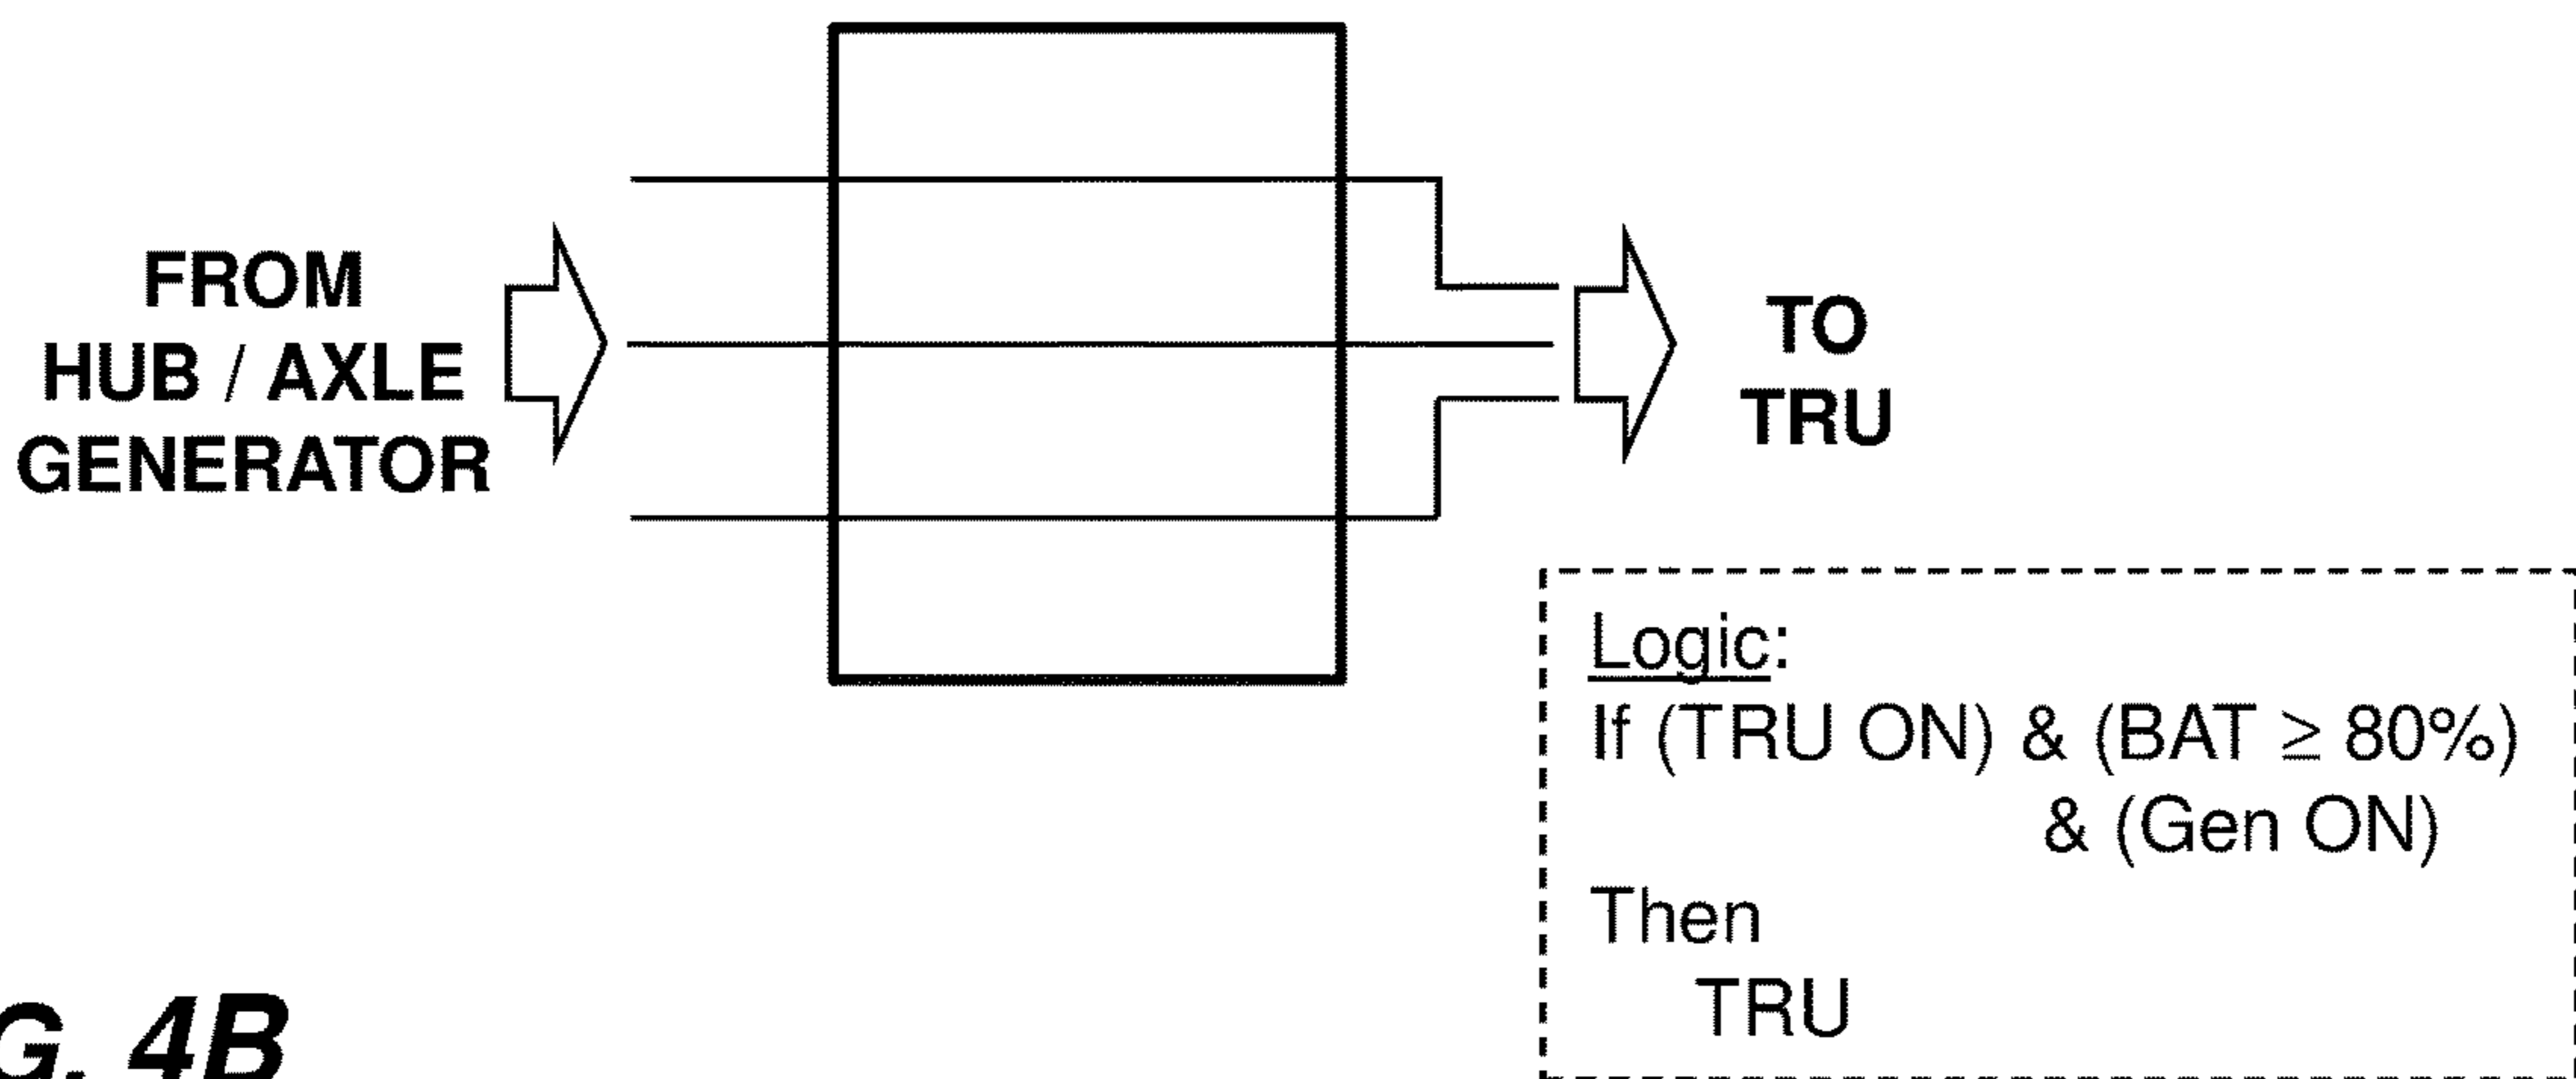 FROM
HUB / AXLE
GENERATOR
TO
TRU
Logic:
If (TRU ON) & (BAT ≥ 80%)
& (Gen ON)
Then
TRU
G. 4B